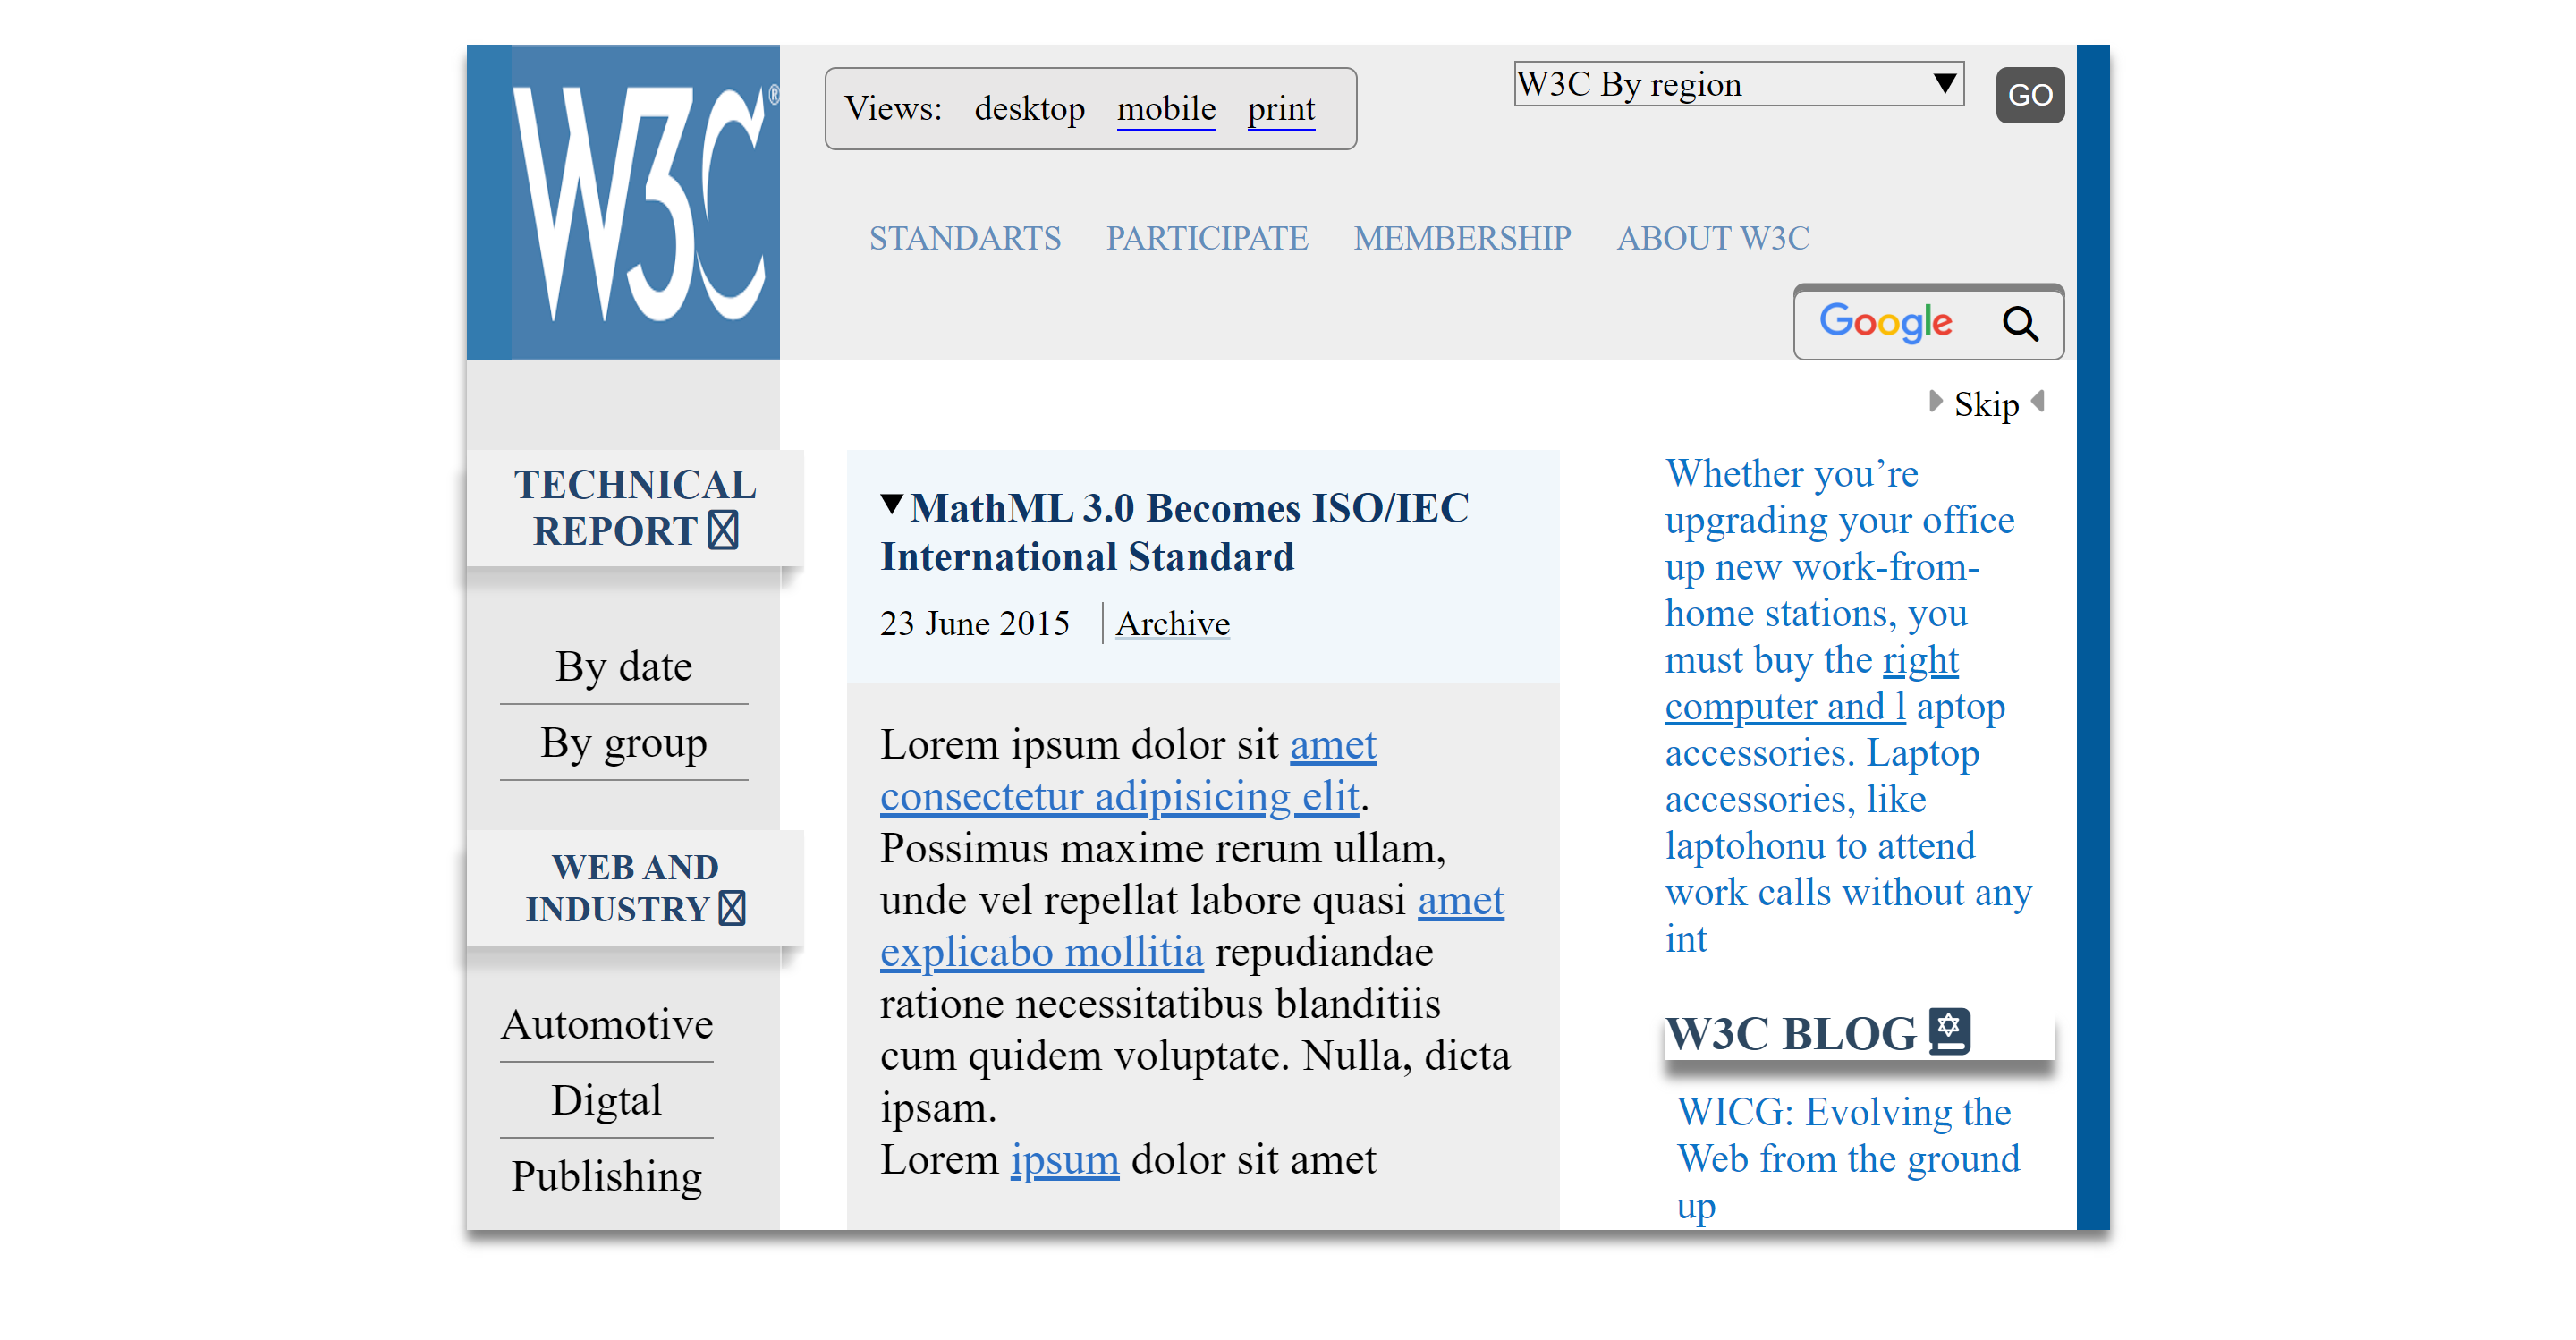 W3C®
Views: desktop mobile print
W3C By region
GO
STANDARTS PARTICIPATE MEMBERSHIP ABOUT W3C
Google
Skip
TECHNICAL
REPORT
By date
By group
WEB AND
INDUSTRY
Automotive
Digtal
Publishing
MathML 3.0 Becomes ISO/IEC
International Standard
23 June 2015 Archive
Lorem ipsum dolor sit amet
consectetur adipisicing elit.
Possimus maxime rerum ullam,
unde vel repellat labore quasi amet
explicabo mollitia repudiandae
ratione necessitatibus blanditiis
cum quidem voluptate. Nulla, dicta
ipsam.
Lorem ipsum dolor sit amet
Whether you’re
upgrading your office
up new work-from-
home stations, you
must buy the right
computer and l aptop
accessories. Laptop
accessories, like
laptohonu to attend
work calls without any
int
W3C BLOG
WICG: Evolving the
Web from the ground
up